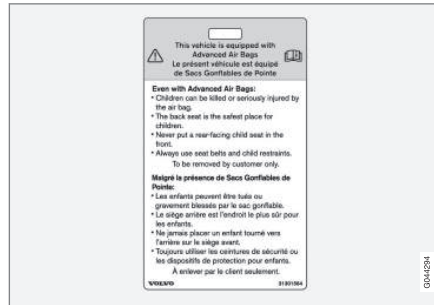 This vehicle is equipped with
Advanced Air Bags
Le présent véhicule est équipé
de Sacs Gonflables de Pointe
Even with Advanced Air Bags:
• Children can be killed or seriously injured by
the air bag.
• The back seat is the safest place for
children.
• Never put a rear-facing child seat in the
front.
• Always use seat belts and child restraints.
To be removed by customer only.
Malgré la présence de Sacs Gonflables de
Pointe:
• Les enfants peuvent être tués ou
gravement blessés par le sac gonflable.
• Le siège arrière est l'endroit le plus sûr pour
les enfants.
• Ne jamais placer un enfant tourné vers
l'arrière sur le siège avant.
• Toujours utiliser les ceintures de sécurité ou
les dispositifs de protection pour enfants.
À enlever par le client seulement.
VOLVO 31301564
G044294